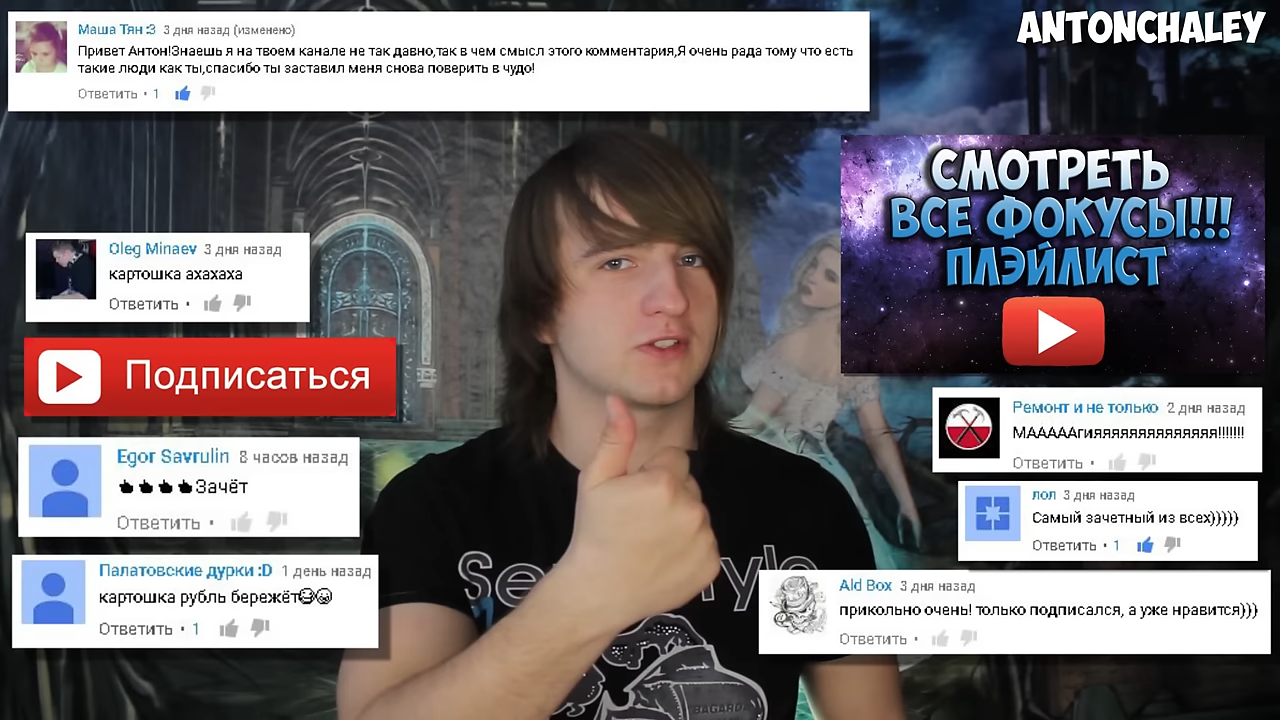 Маша Тян :3 3 дня назад (изменено)
Привет Антон!Знаешь я на твоем канале не так давно,так в чем смысл этого комментария,Я очень рада тому что есть
такие люди как ты,спасибо ты заставил меня снова поверить в чудо!
Ответить · 1
ANTONCHALEY
СМОТРЕТЬ
ВСЕ ФОКУСЫ!!!
ПЛЭЙЛИСТ
Oleg Minaev 3 дня назад
картошка ахахаха
Ответить ·
Подписаться
Egor Savrulin 8 часов назад
Зачёт
Ответить ·
Палатовские дурки :D 1 день назад
картошка рубль бережёт
Ответить · 1
Ремонт и не только 2 дня назад
МАААААгияяяяяяяяяяяяяяя!!!!!!!
Ответить ·
лол 3 дня назад
Самый зачетный из всех)))))
Ответить · 1
Ald Box 3 дня назад
прикольно очень! только подписался, а уже нравится)))
Ответить ·
BAGARDI